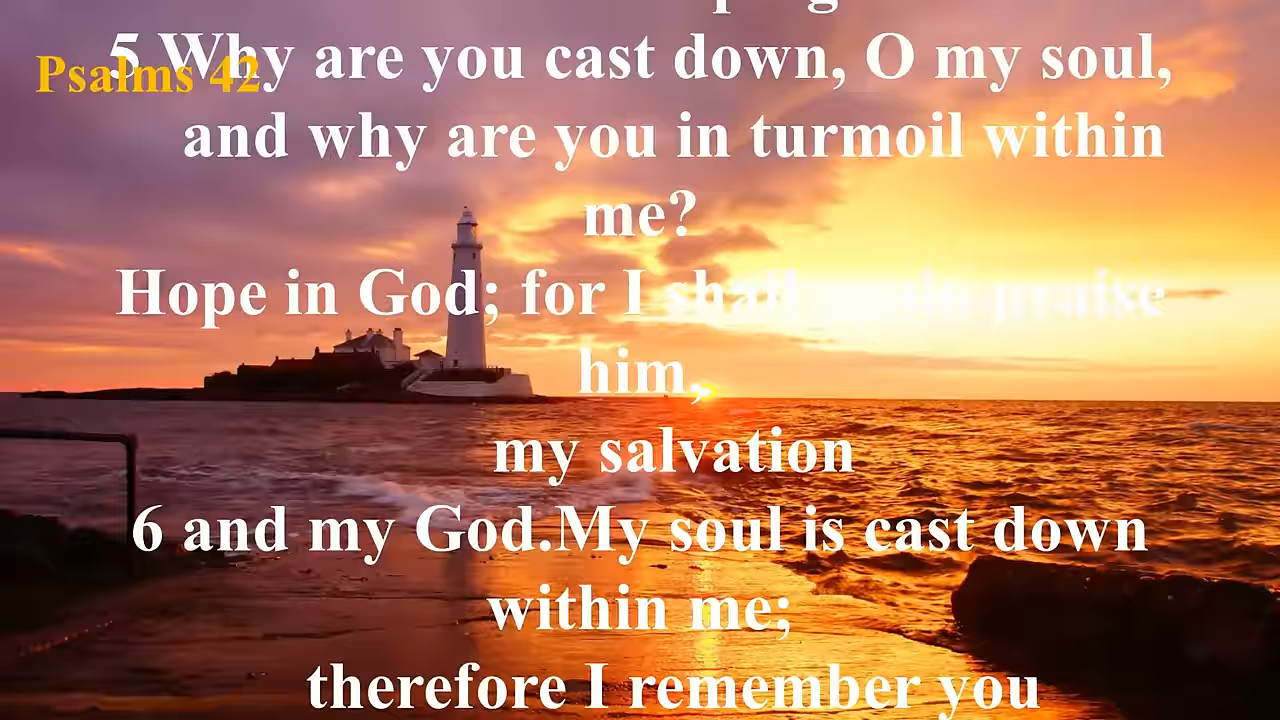 Psalms 42
5 Why are you cast down, O my soul,
and why are you in turmoil within
me?
Hope in God; for I shall praise
him,
my salvation
6 and my God.My soul is cast down
within me;
therefore I remember you